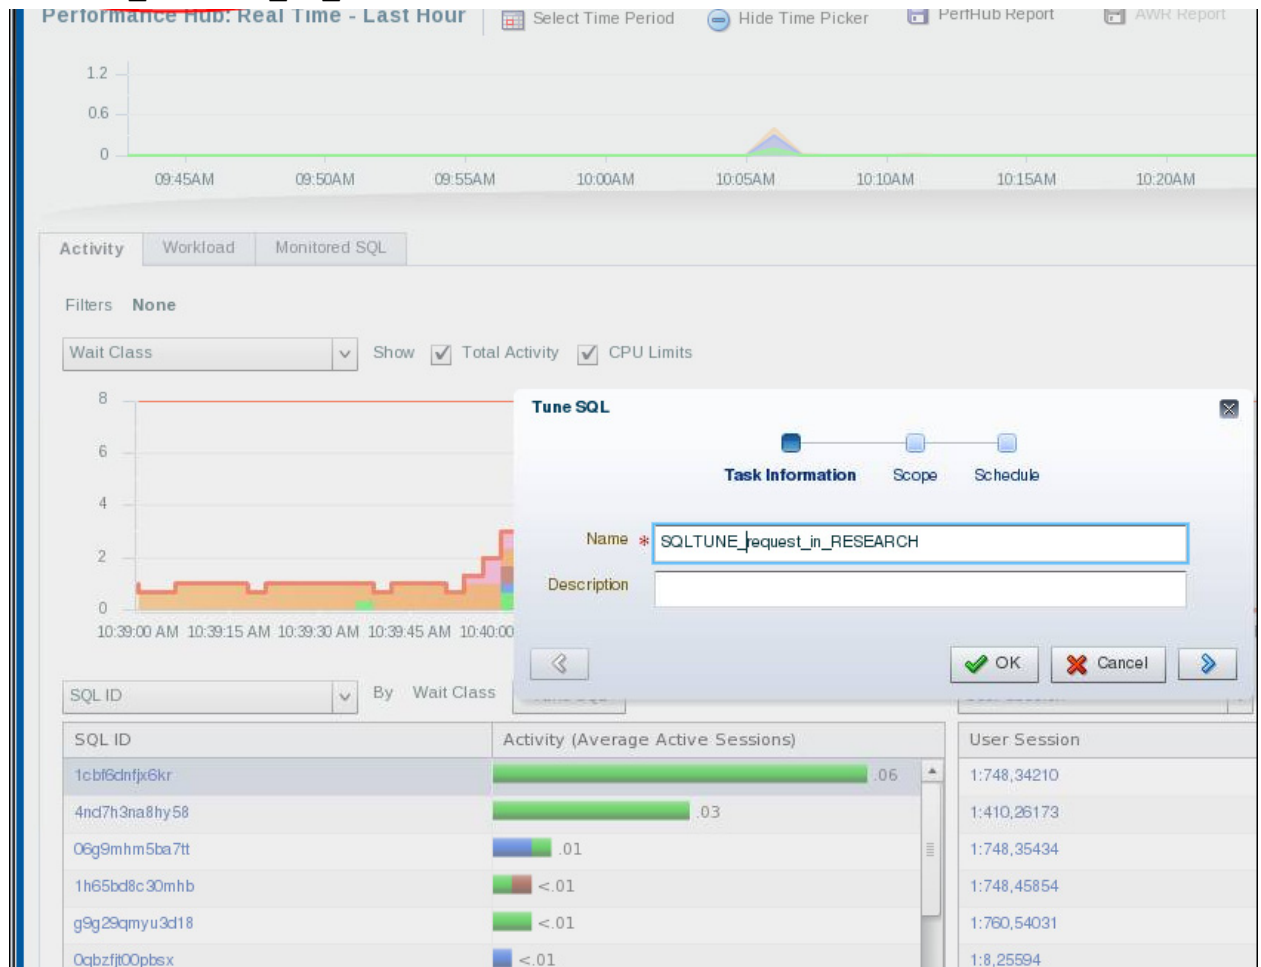 Performance Hub: Real Time - Last Hour Select Time Period Hide Time Picker PerfHub Report AWR Report
1.2
0.6
0
09:45AM 09:50AM 09:55AM 10:00AM 10:05AM 10:10AM 10:15AM 10:20AM
Activity Workload Monitored SQL
Filters None
Wait Class Show Total Activity CPU Limits
8
6
4
2
0
10:39:00 AM 10:39:15 AM 10:39:30 AM 10:39:45 AM 10:40:00
Tune SQL
Task Information Scope Schedule
Name * SQLTUNE_request_in_RESEARCH
Description
OK Cancel
SQL ID By Wait Class
SQL ID Activity (Average Active Sessions) User Session
1cbf6dnfjx6kr .06 1:748,34210
4nd7h3na8hy58 .03 1:410,26173
06g9mhm5ba7tt .01 1:748,35434
1h65bd8c30mhb <.01 1:748,45854
g9g29qmyu3d18 <.01 1:760,54031
0qbzfjt00pbsx <.01 1:8,25594